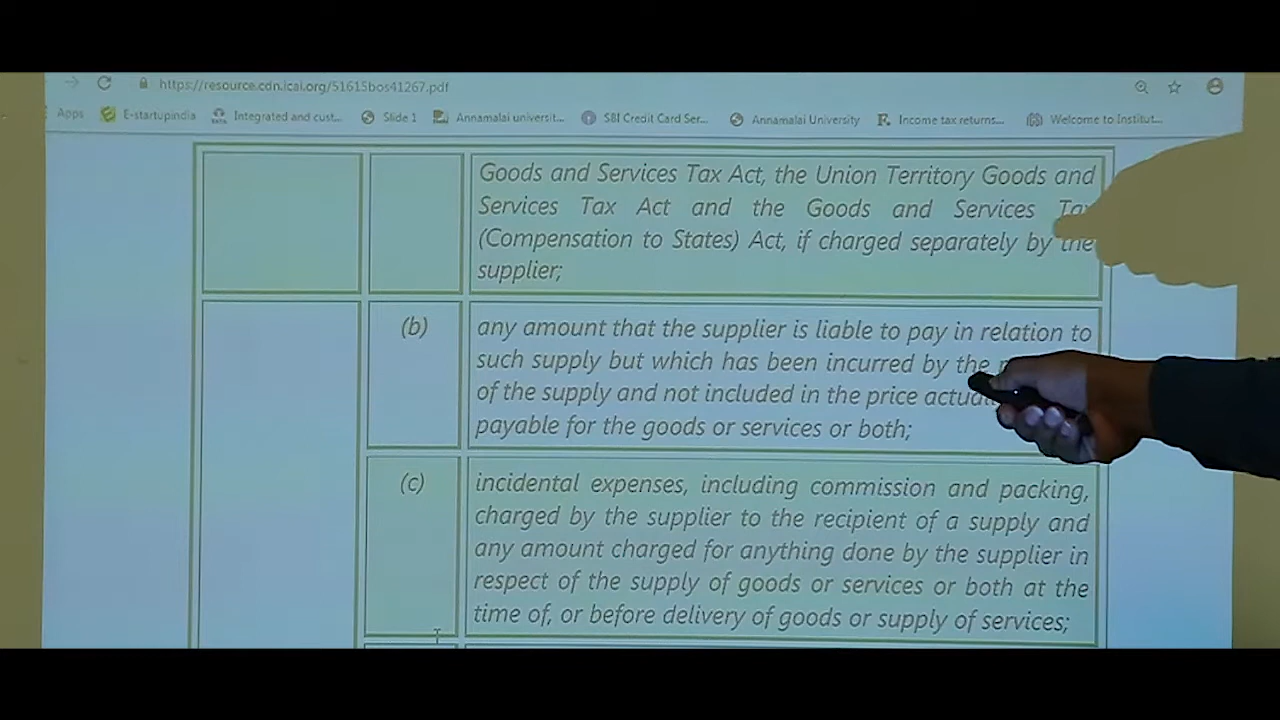 https://resource.cdn.icai.org/51615bos41267.pdf
Apps E-startupindia Integrated and cust... Slide 1 Annamalai universit... SBI Credit Card Ser... Annamalai University Income tax returns... Welcome to Institut...
Goods and Services Tax Act, the Union Territory Goods and
Services Tax Act and the Goods and Services Tax
(Compensation to States) Act, if charged separately by the
supplier;
(b)
any amount that the supplier is liable to pay in relation to
such supply but which has been incurred by the
of the supply and not included in the price
payable for the goods or services or both;
(c)
incidental expenses, including commission and packing,
charged by the supplier to the recipient of a supply and
any amount charged for anything done by the supplier in
respect of the supply of goods or services or both at the
time of, or before delivery of goods or supply of services;